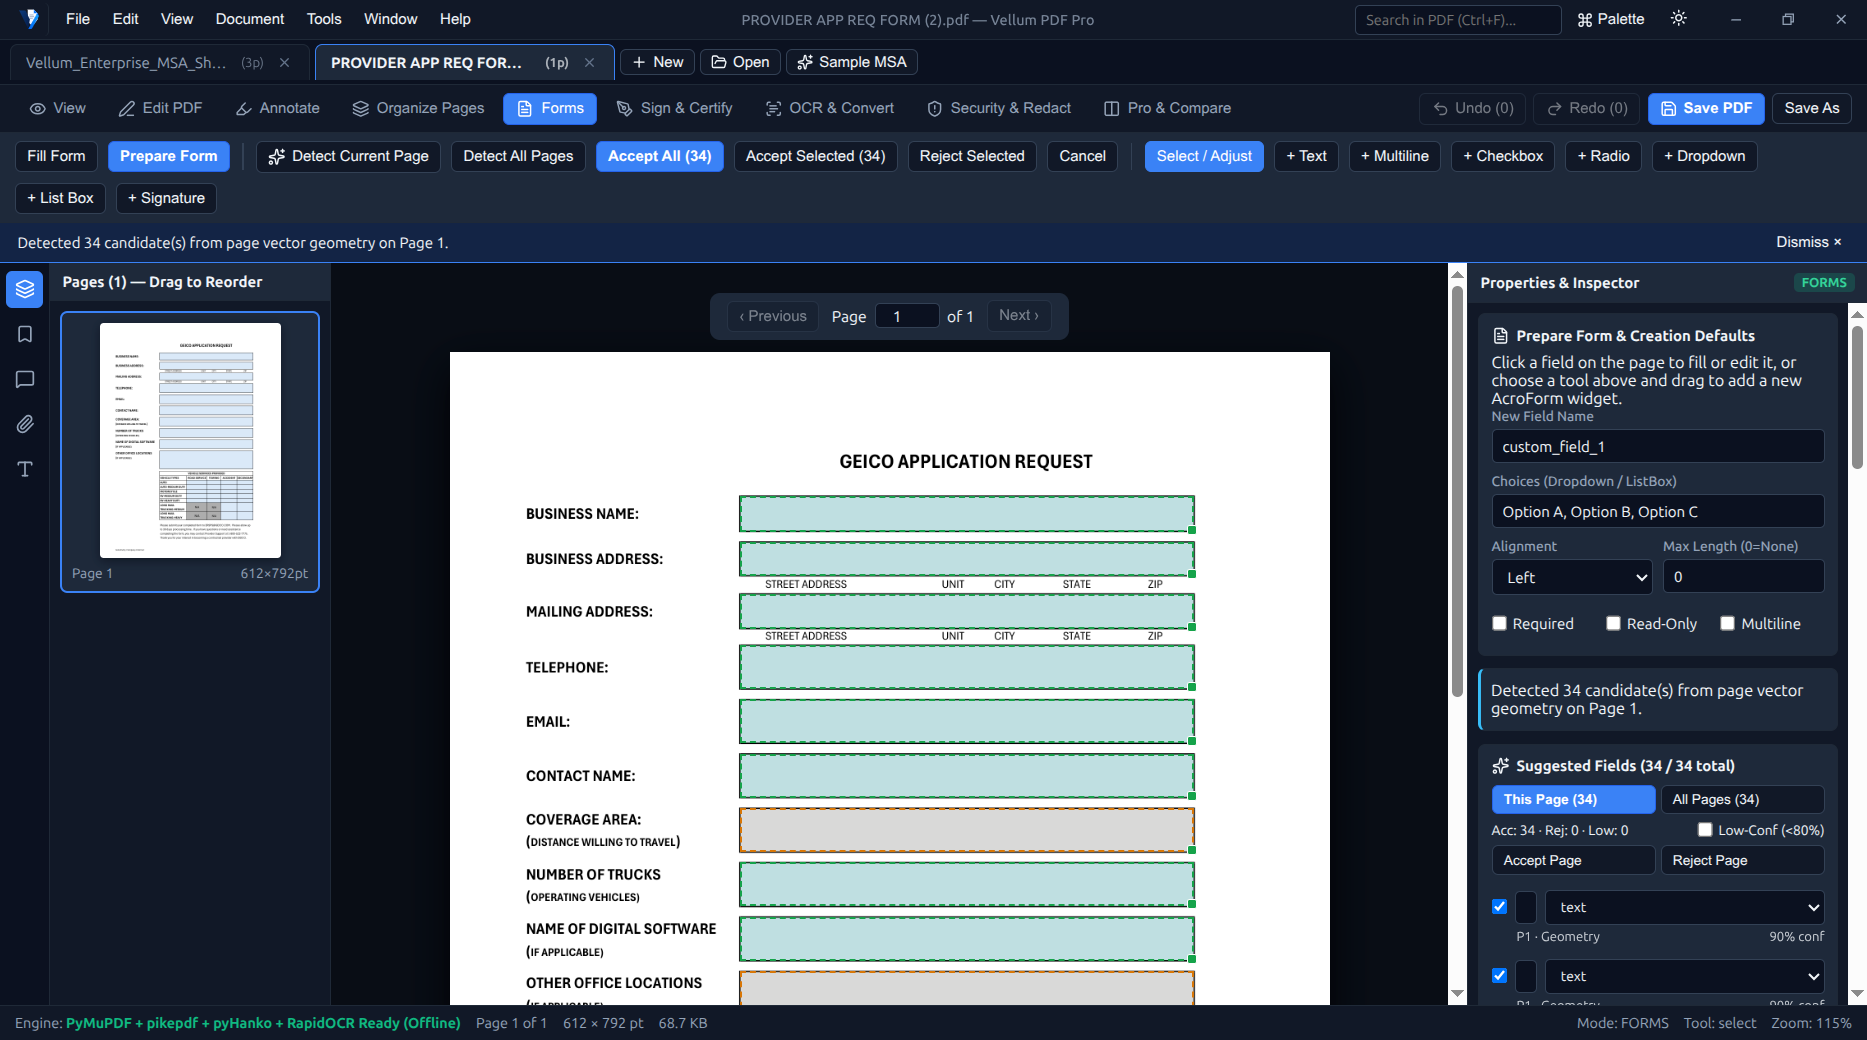 File Edit View Document Tools Window Help
PROVIDER APP REQ FORM (2).pdf — Vellum PDF Pro
Search in PDF (Ctrl+F)...
⌘ Palette
Vellum_Enterprise_MSA_Sh... (3p) ×
PROVIDER APP REQ FOR... (1p) ×
+ New
Open
Sample MSA
View Edit PDF Annotate Organize Pages Forms Sign & Certify OCR & Convert Security & Redact Pro & Compare
Undo (0) Redo (0) Save PDF Save As
Fill Form Prepare Form Detect Current Page Detect All Pages Accept All (34) Accept Selected (34) Reject Selected Cancel Select / Adjust + Text + Multiline + Checkbox + Radio + Dropdown
+ List Box + Signature
Detected 34 candidate(s) from page vector geometry on Page 1.
Dismiss ×
Pages (1) — Drag to Reorder
Page 1 612×792pt
‹ Previous Page 1 of 1 Next ›
GEICO APPLICATION REQUEST
BUSINESS NAME:
BUSINESS ADDRESS:
STREET ADDRESS UNIT CITY STATE ZIP
MAILING ADDRESS:
STREET ADDRESS UNIT CITY STATE ZIP
TELEPHONE:
EMAIL:
CONTACT NAME:
COVERAGE AREA:
(DISTANCE WILLING TO TRAVEL)
NUMBER OF TRUCKS
(OPERATING VEHICLES)
NAME OF DIGITAL SOFTWARE
(IF APPLICABLE)
OTHER OFFICE LOCATIONS
(IF APPLICABLE)
Properties & Inspector FORMS
Prepare Form & Creation Defaults
Click a field on the page to fill or edit it, or
choose a tool above and drag to add a new
AcroForm widget.
New Field Name
custom_field_1
Choices (Dropdown / ListBox)
Option A, Option B, Option C
Alignment Max Length (0=None)
Left 0
Required Read-Only Multiline
Detected 34 candidate(s) from page vector
geometry on Page 1.
Suggested Fields (34 / 34 total)
This Page (34) All Pages (34)
Acc: 34 · Rej: 0 · Low: 0 Low-Conf (<80%)
Accept Page Reject Page
text
P1 · Geometry 90% conf
text
P1 · Geometry 90% conf
Engine: PyMuPDF + pikepdf + pyHanko + RapidOCR Ready (Offline) Page 1 of 1 612 × 792 pt 68.7 KB
Mode: FORMS Tool: select Zoom: 115%